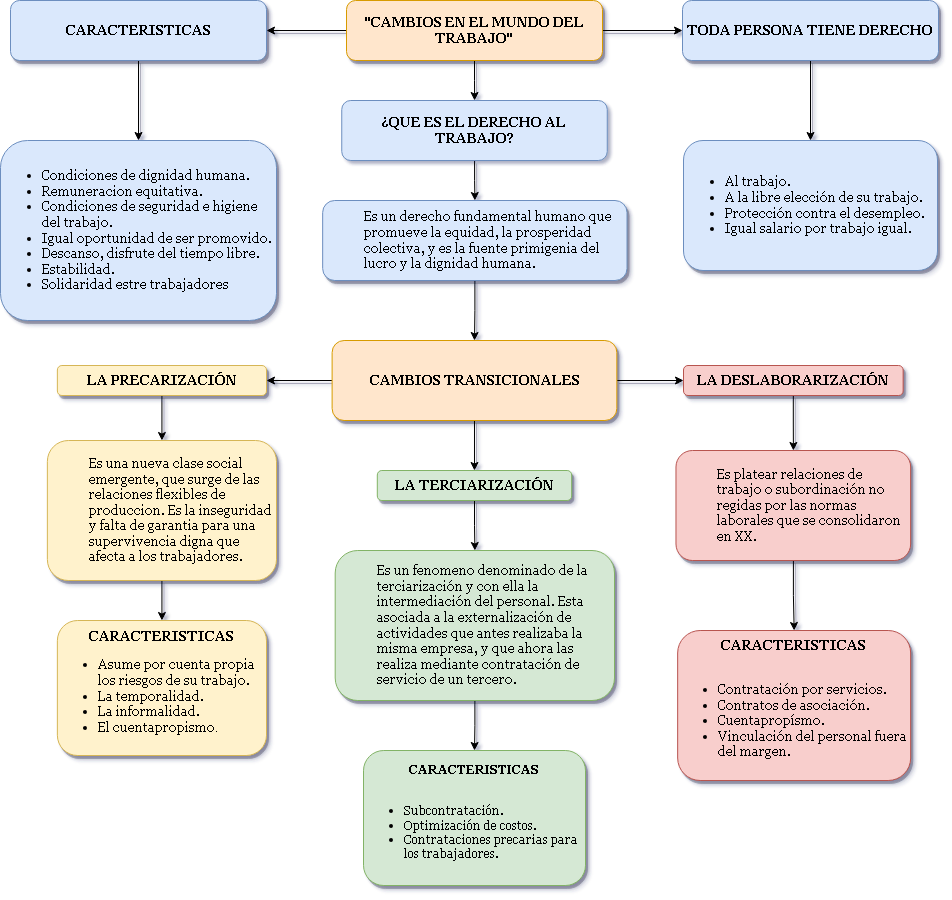 CARACTERISTICAS
"CAMBIOS EN EL MUNDO DEL
TRABAJO"
TODA PERSONA TIENE DERECHO
¿QUE ES EL DERECHO AL
TRABAJO?
• Condiciones de dignidad humana.
• Remuneracion equitativa.
• Condiciones de seguridad e higiene
del trabajo.
• Igual oportunidad de ser promovido.
• Descanso, disfrute del tiempo libre.
• Estabilidad.
• Solidaridad estre trabajadores
Es un derecho fundamental humano que
promueve la equidad, la prosperidad
colectiva, y es la fuente primigenia del
lucro y la dignidad humana.
• Al trabajo.
• A la libre elección de su trabajo.
• Protección contra el desempleo.
• Igual salario por trabajo igual.
CAMBIOS TRANSICIONALES
LA PRECARIZACIÓN
Es una nueva clase social
emergente, que surge de las
relaciones flexibles de
produccion. Es la inseguridad
y falta de garantia para una
supervivencia digna que
afecta a los trabajadores.
CARACTERISTICAS
• Asume por cuenta propia
los riesgos de su trabajo.
• La temporalidad.
• La informalidad.
• El cuentapropismo.
LA TERCIARIZACIÓN
Es un fenomeno denominado de la
terciarización y con ella la
intermediación del personal. Esta
asociada a la externalización de
actividades que antes realizaba la
misma empresa, y que ahora las
realiza mediante contratación de
servicio de un tercero.
CARACTERISTICAS
• Subcontratación.
• Optimización de costos.
• Contrataciones precarias para
los trabajadores.
LA DESLABORARIZACIÓN
Es platear relaciones de
trabajo o subordinación no
regidas por las normas
laborales que se consolidaron
en XX.
CARACTERISTICAS
• Contratación por servicios.
• Contratos de asociación.
• Cuentapropísmo.
• Vinculación del personal fuera
del margen.